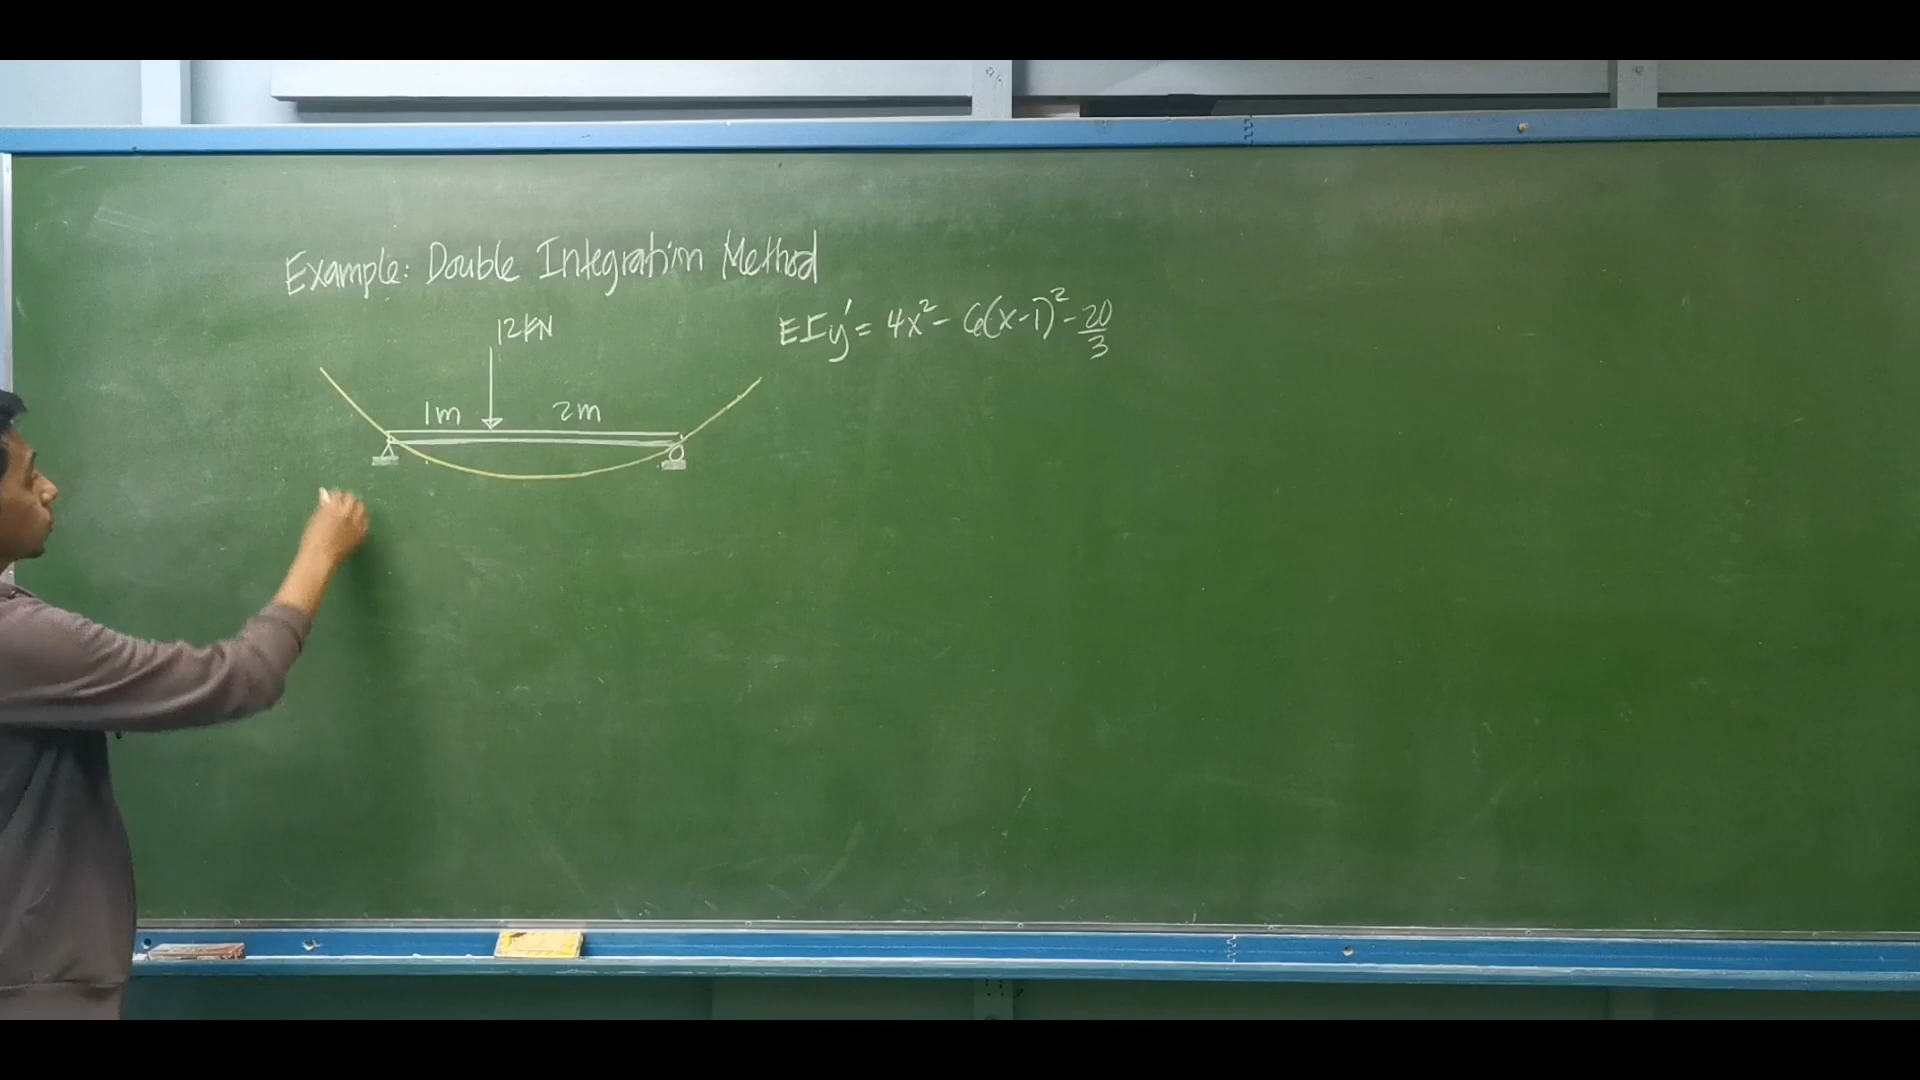 Example: Double Integration Method
12kN
EIy' = 4x² - 6(x-1)² - 20/3
1m
2m